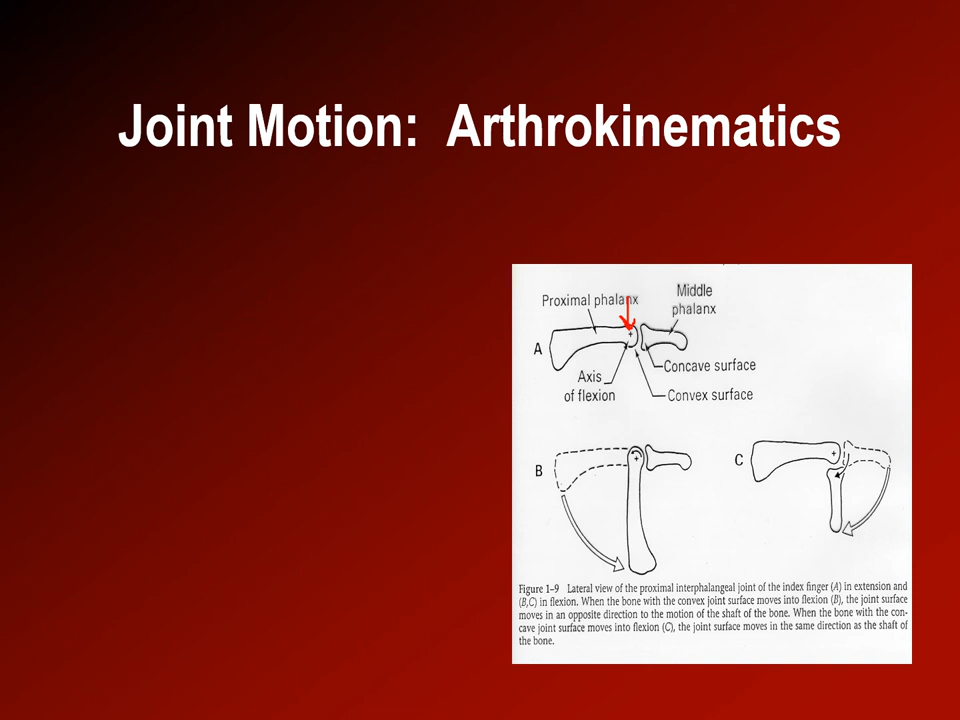 Joint Motion:  Arthrokinematics
Proximal phalanx
Middle
phalanx
A
Axis
of flexion
Concave surface
Convex surface
B
C
Figure 1–9  Lateral view of the proximal interphalangeal joint of the index finger (A) in extension and
(B,C) in flexion. When the bone with the convex joint surface moves into flexion (B), the joint surface
moves in an opposite direction to the motion of the shaft of the bone. When the bone with the con-
cave joint surface moves into flexion (C), the joint surface moves in the same direction as the shaft of
the bone.